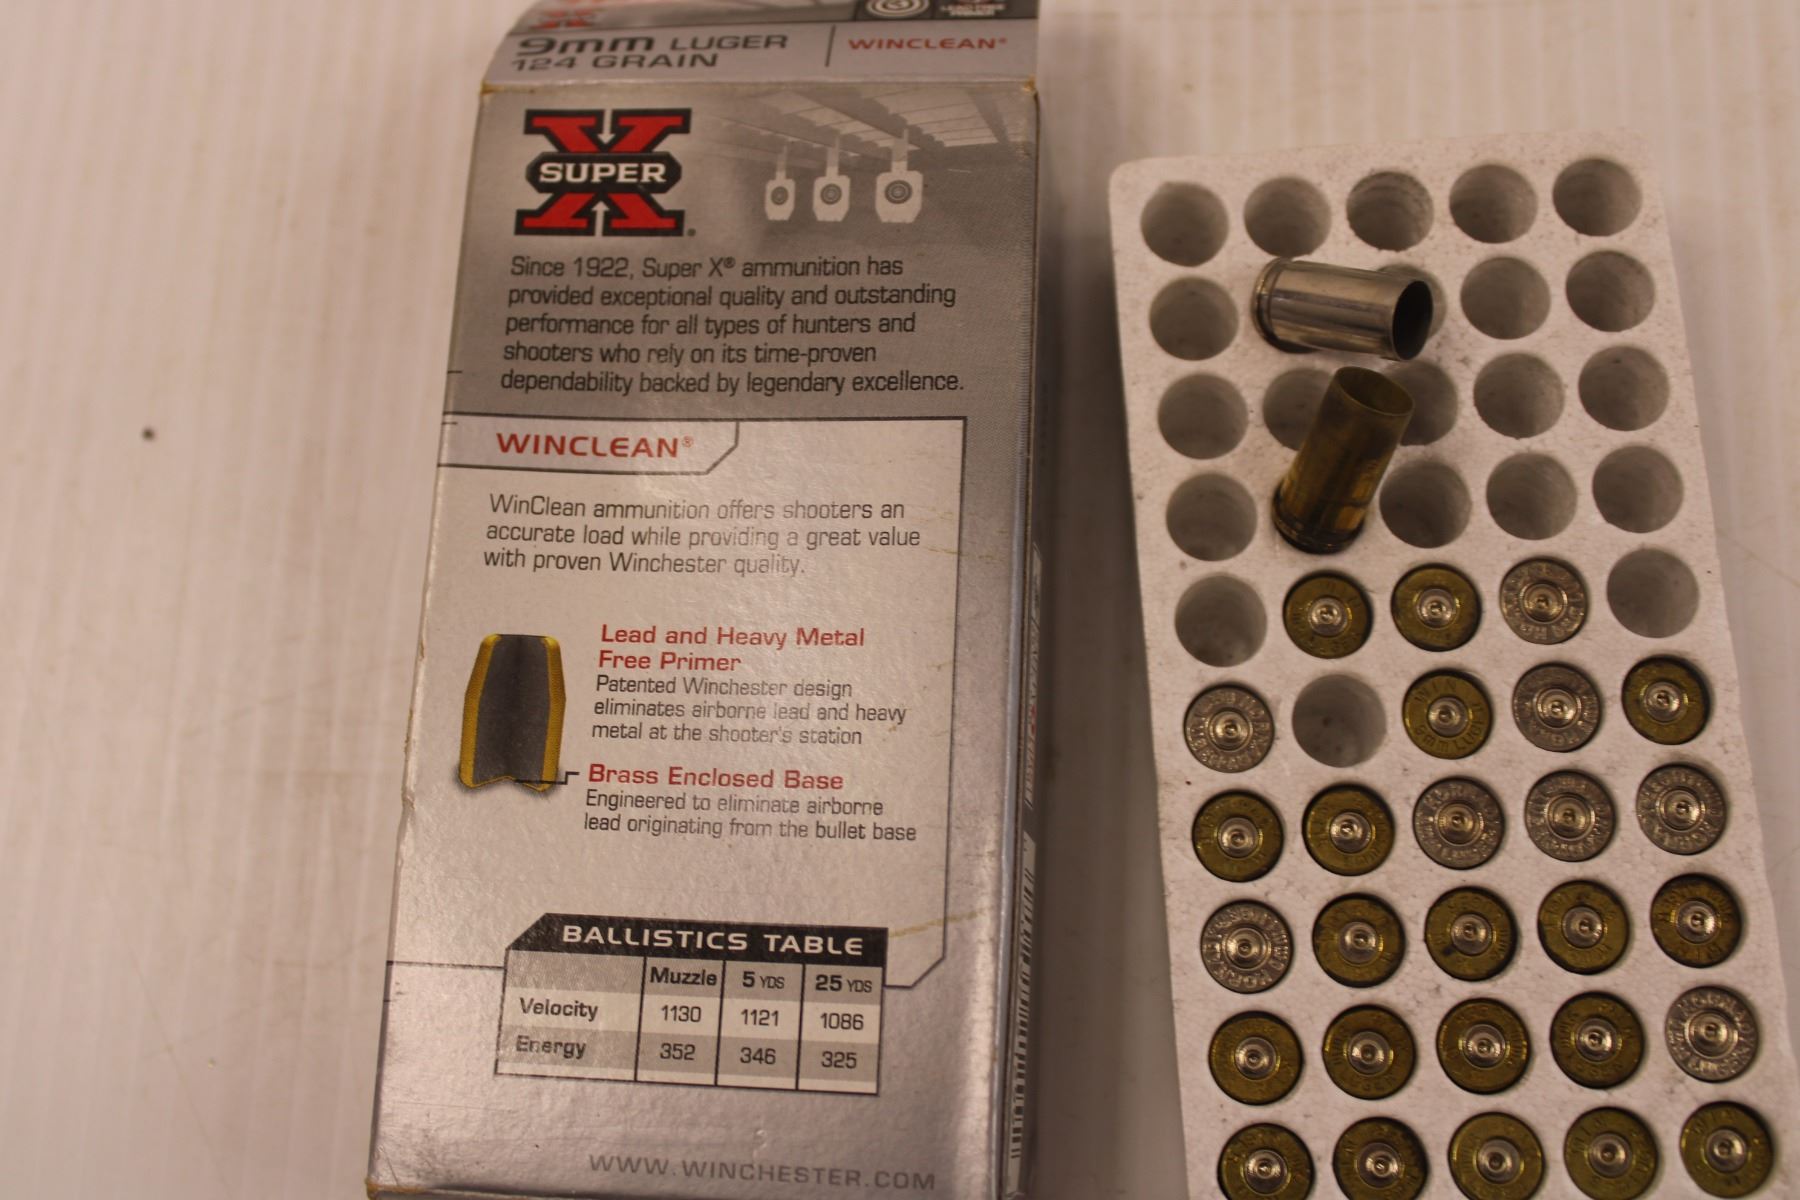 9mm LUGER
124 GRAIN
WINCLEAN®
X
SUPER
Since 1922, Super X® ammunition has
provided exceptional quality and outstanding
performance for all types of hunters and
shooters who rely on its time-proven
dependability backed by legendary excellence.
WINCLEAN®
WinClean ammunition offers shooters an
accurate load while providing a great value
with proven Winchester quality.
Lead and Heavy Metal
Free Primer
Patented Winchester design
eliminates airborne lead and heavy
metal at the shooter's station
Brass Enclosed Base
Engineered to eliminate airborne
lead originating from the bullet base
BALLISTICS TABLE
Muzzle 5 YDS 25 YDS
Velocity 1130 1121 1086
Energy 352 346 325
WWW.WINCHESTER.COM
WIN
9mm LUGER